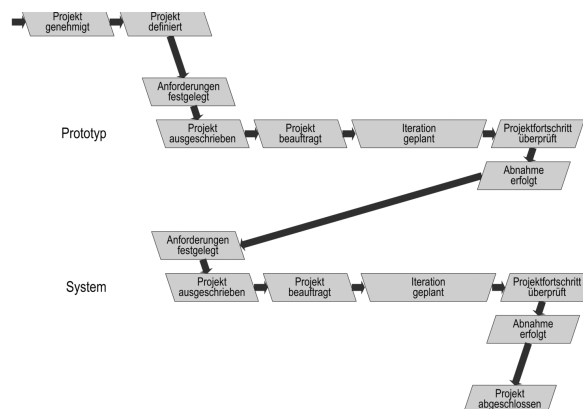 Projekt
genehmigt
Projekt
definiert
Anforderungen
festgelegt
Prototyp
Projekt
ausgeschrieben
Projekt
beauftragt
Iteration
geplant
Projektfortschritt
überprüft
Abnahme
erfolgt
Anforderungen
festgelegt
System
Projekt
ausgeschrieben
Projekt
beauftragt
Iteration
geplant
Projektfortschritt
überprüft
Abnahme
erfolgt
Projekt
abgeschlossen